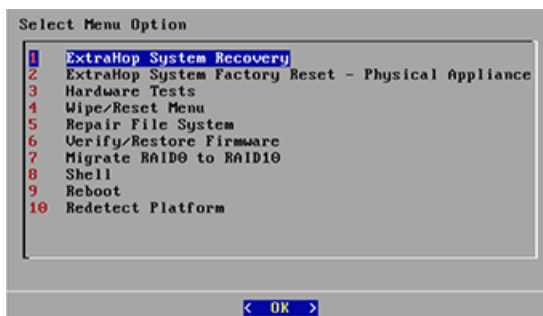 Select Menu Option
1 ExtraHop System Recovery
2 ExtraHop System Factory Reset - Physical Appliance
3 Hardware Tests
4 Wipe/Reset Menu
5 Repair File System
6 Verify/Restore Firmware
7 Migrate RAID0 to RAID10
8 Shell
9 Reboot
10 Redetect Platform
< OK >